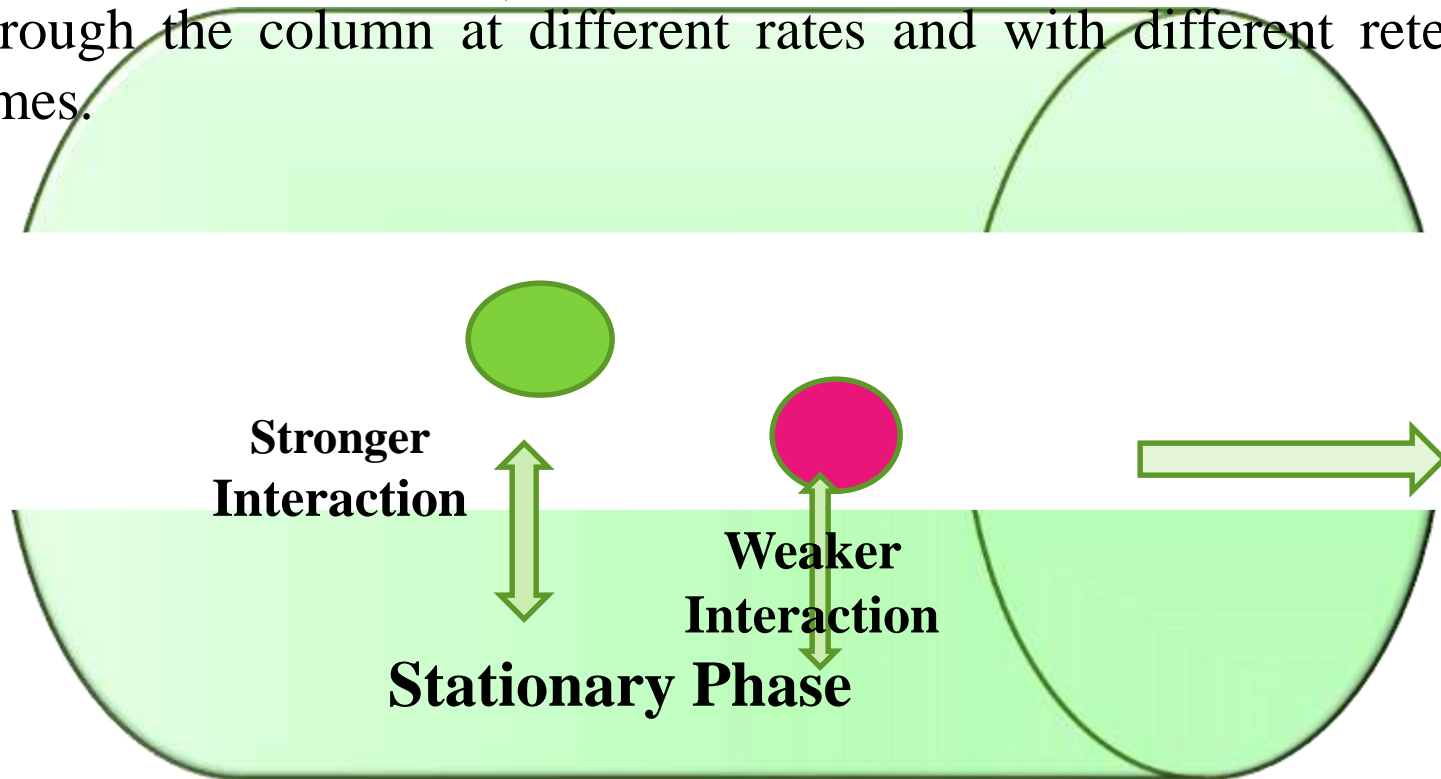 rough the column at different rates and with different rete
mes.
Stronger
Interaction
Weaker
Interaction
Stationary Phase